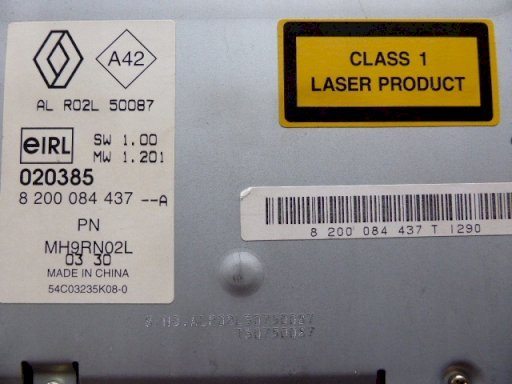 A42
AL R02L 50087
eIRL
SW 1.00
MW 1.201
020385
8 200 084 437 --A
PN
MH9RN02L
03 30
MADE IN CHINA
54C03235K08-0
CLASS 1
LASER PRODUCT
8 200 084 437 T 1290